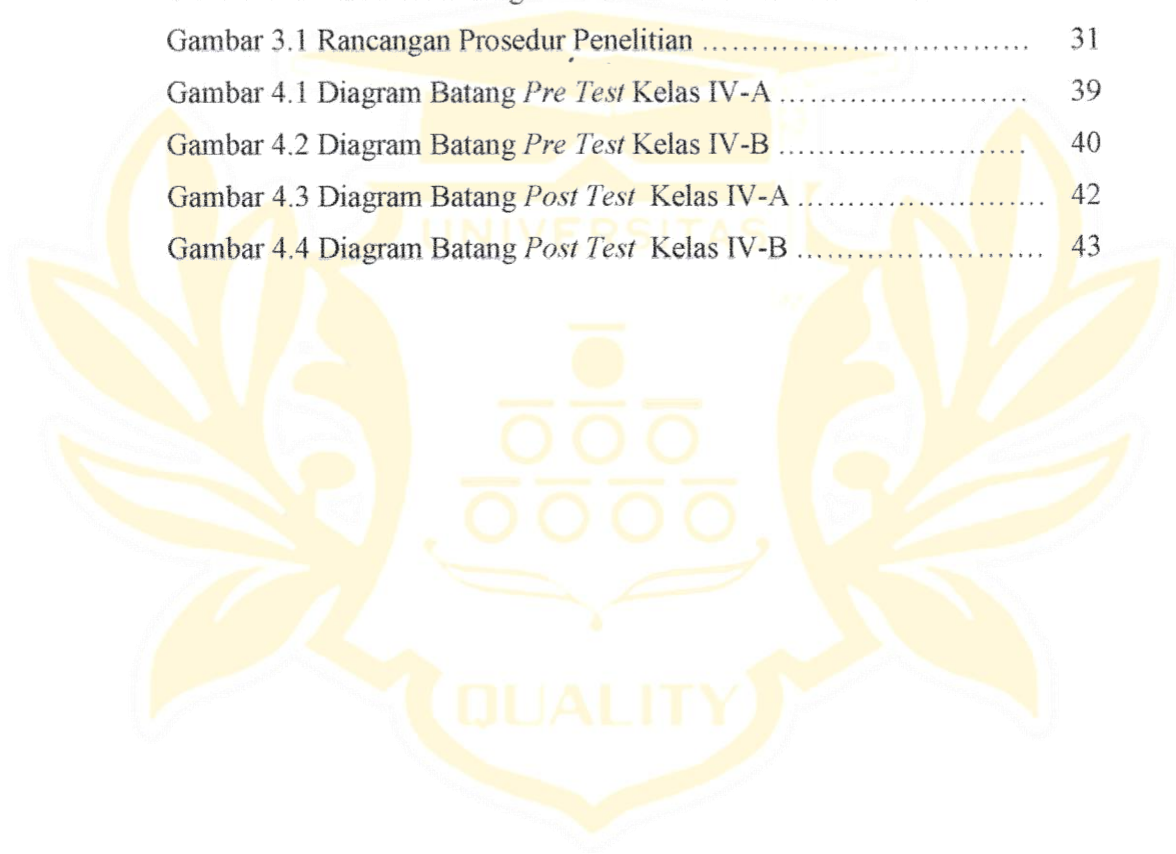 Gambar 3.1 Rancangan Prosedur Penelitian ................................. 31
Gambar 4.1 Diagram Batang Pre Test Kelas IV-A ......................... 39
Gambar 4.2 Diagram Batang Pre Test Kelas IV-B ......................... 40
Gambar 4.3 Diagram Batang Post Test Kelas IV-A ......................... 42
Gambar 4.4 Diagram Batang Post Test Kelas IV-B ......................... 43
UNIVERSITAS
QUALITY